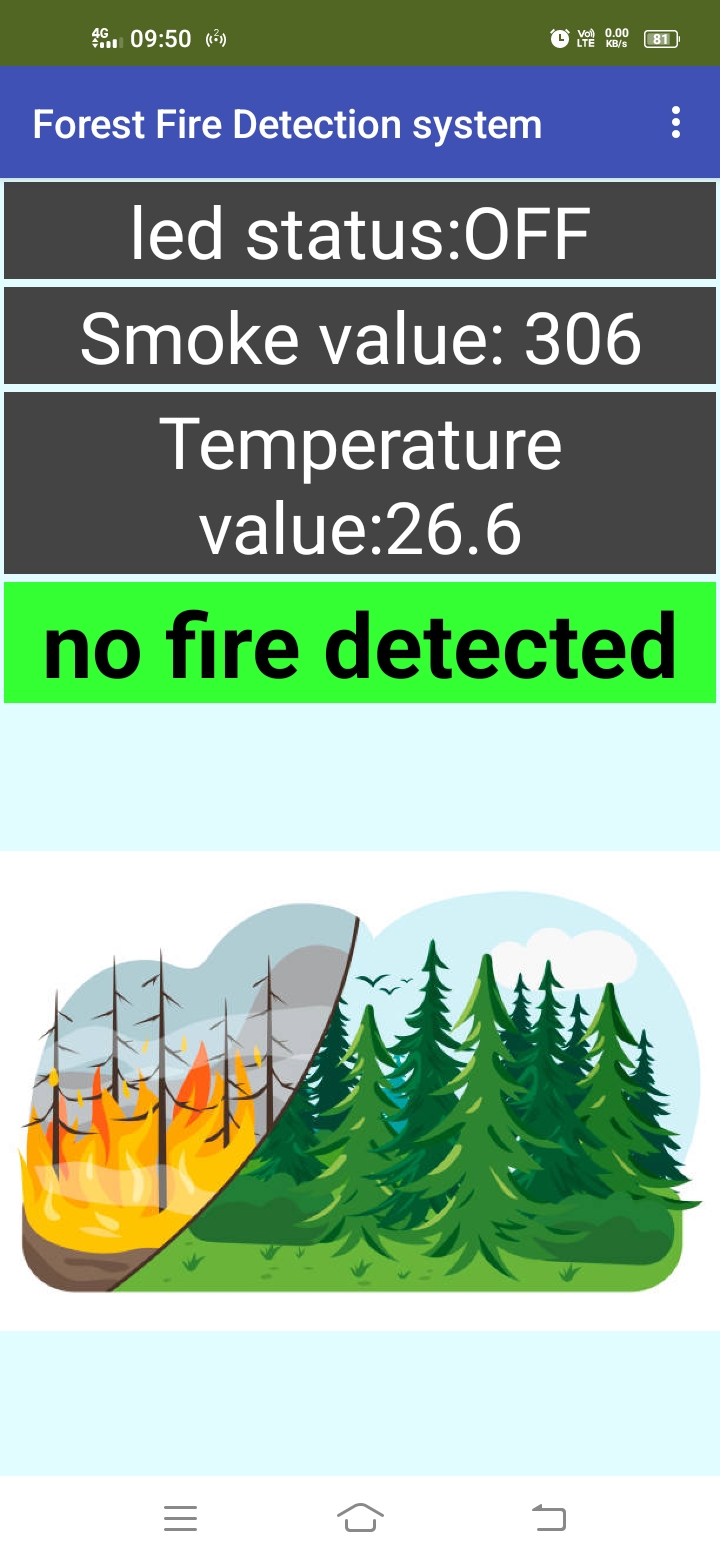 4G 09:50 2 Vo) LTE 0.00 KB/s 81
Forest Fire Detection system
led status:OFF
Smoke value: 306
Temperature
value:26.6
no fire detected